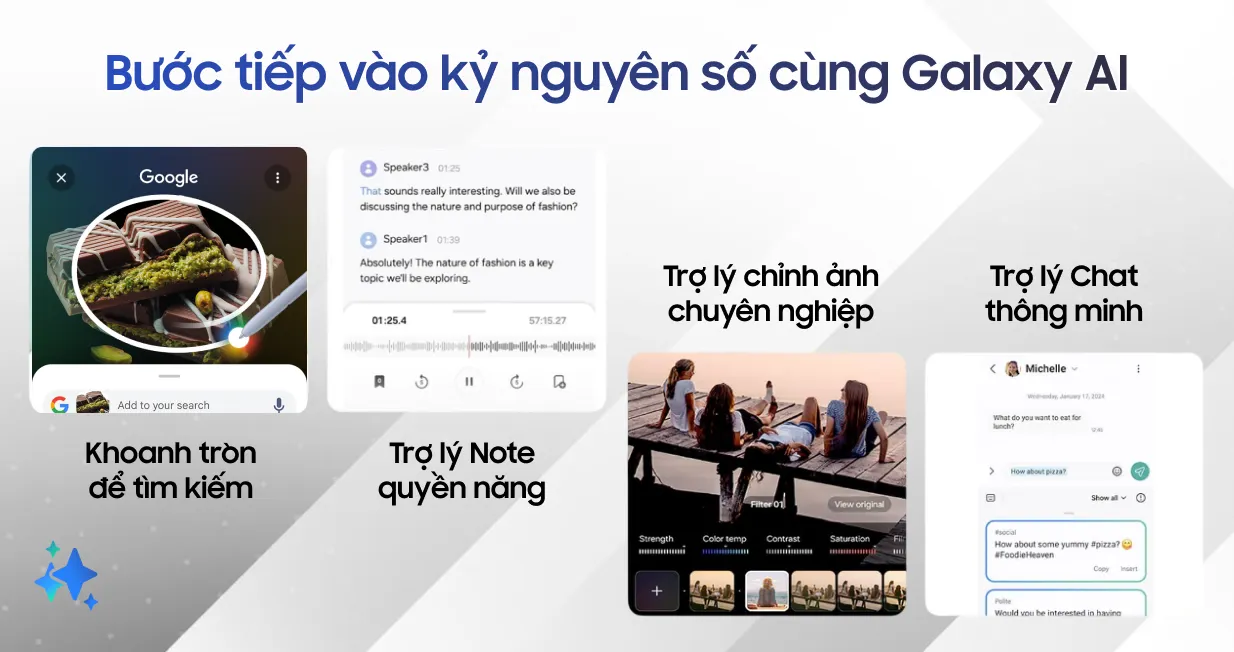 Bước tiếp vào kỷ nguyên số cùng Galaxy AI
Google
Add to your search
Khoanh tròn
để tìm kiếm
Speaker3 01:25
That sounds really interesting. Will we also be
discussing the nature and purpose of fashion?
Speaker1 01:39
Absolutely! The nature of fashion is a key
topic we'll be exploring.
01:25.4 57:15.27
Trợ lý Note
quyền năng
Trợ lý chỉnh ảnh
chuyên nghiệp
Filter 01
View original
Strength Color temp Contrast Saturation Fil
Trợ lý Chat
thông minh
Michelle
Wednesday, January 17, 2024
What do you want to eat for
lunch?
12:45
How about pizza?
Show all
#social
How about some yummy #pizza?😋
#FoodieHeaven
Copy Insert
Polite
Would you be interested in having